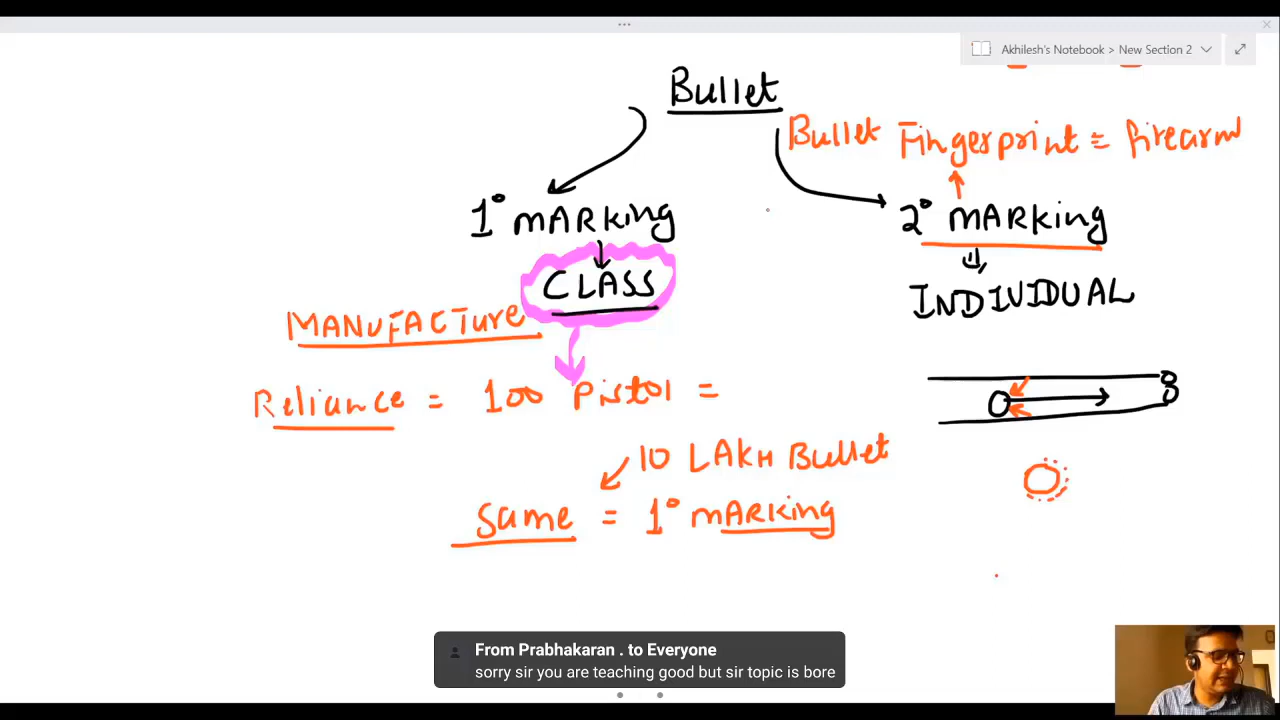 Akhilesh's Notebook > New Section 2
Bullet
Bullet Fingerprint = firearm
1° mARKing
2° mARKing
CLASS
INDIVIDUAL
MANUFACTure
Reliance = 100 Pistol =
10 LAKH Bullet
Same = 1° mARKing
From Prabhakaran . to Everyone
sorry sir you are teaching good but sir topic is bore